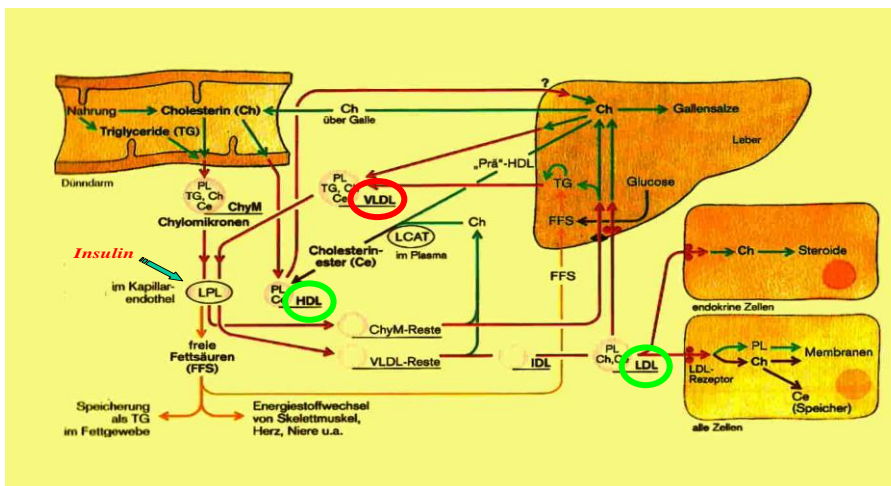 Nahrung
Cholesterin (Ch)
Triglyceride (TG)
Dünndarm
Ch
über Galle
?
Ch
Gallensalze
Leber
„Prä“-HDL
TG
Glucose
FFS
PL
TG, Ch
Ce
ChyM
Chylomikronen
PL
TG, Ch
Ce
VLDL
Ch
LCAT
im Plasma
Cholesterin-
ester (Ce)
Insulin
im Kapillar-
endothel
LPL
PL
Ce
HDL
FFS
Ch
Steroide
endokrine Zellen
ChyM-Reste
VLDL-Reste
IDL
PL
Ch,Ce
LDL
LDL-
Rezeptor
PL
Ch
Membranen
Ce
(Speicher)
alle Zellen
freie
Fettsäuren
(FFS)
Speicherung
als TG
im Fettgewebe
Energiestoffwechsel
von Skelettmuskel,
Herz, Niere u.a.